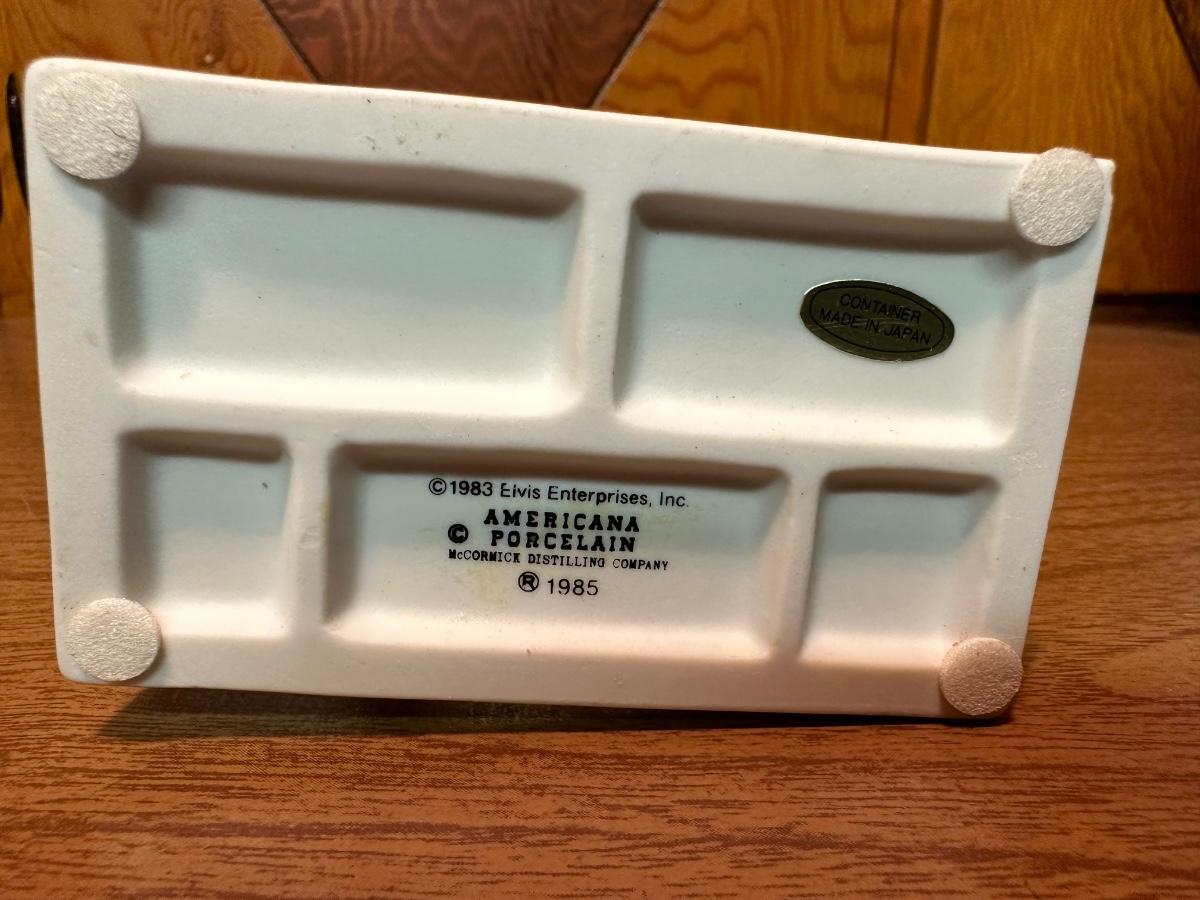 CONTAINER
MADE IN JAPAN
©1983 Elvis Enterprises, Inc.
AMERICANA
© PORCELAIN
McCORMICK DISTILLING COMPANY
® 1985